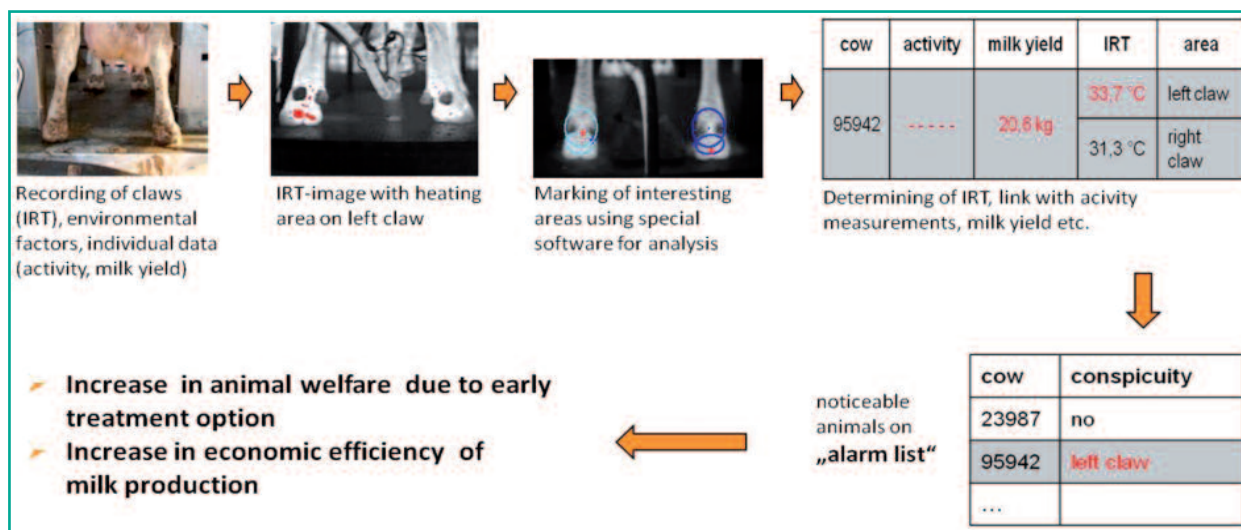 Recording of claws
(IRT), environmental
factors, individual data
(activity, milk yield)
IRT-image with heating
area on left claw
Marking of interesting
areas using special
software for analysis
cow activity milk yield IRT area
95942 - - - - - 20,6 kg 33,7 °C left claw
31,3 °C right
claw
Determining of IRT, link with acivity
measurements, milk yield etc.
cow conspicuity
23987 no
95942 left claw
...
noticeable
animals on
„alarm list“
Increase in animal welfare due to early
treatment option
Increase in economic efficiency of
milk production